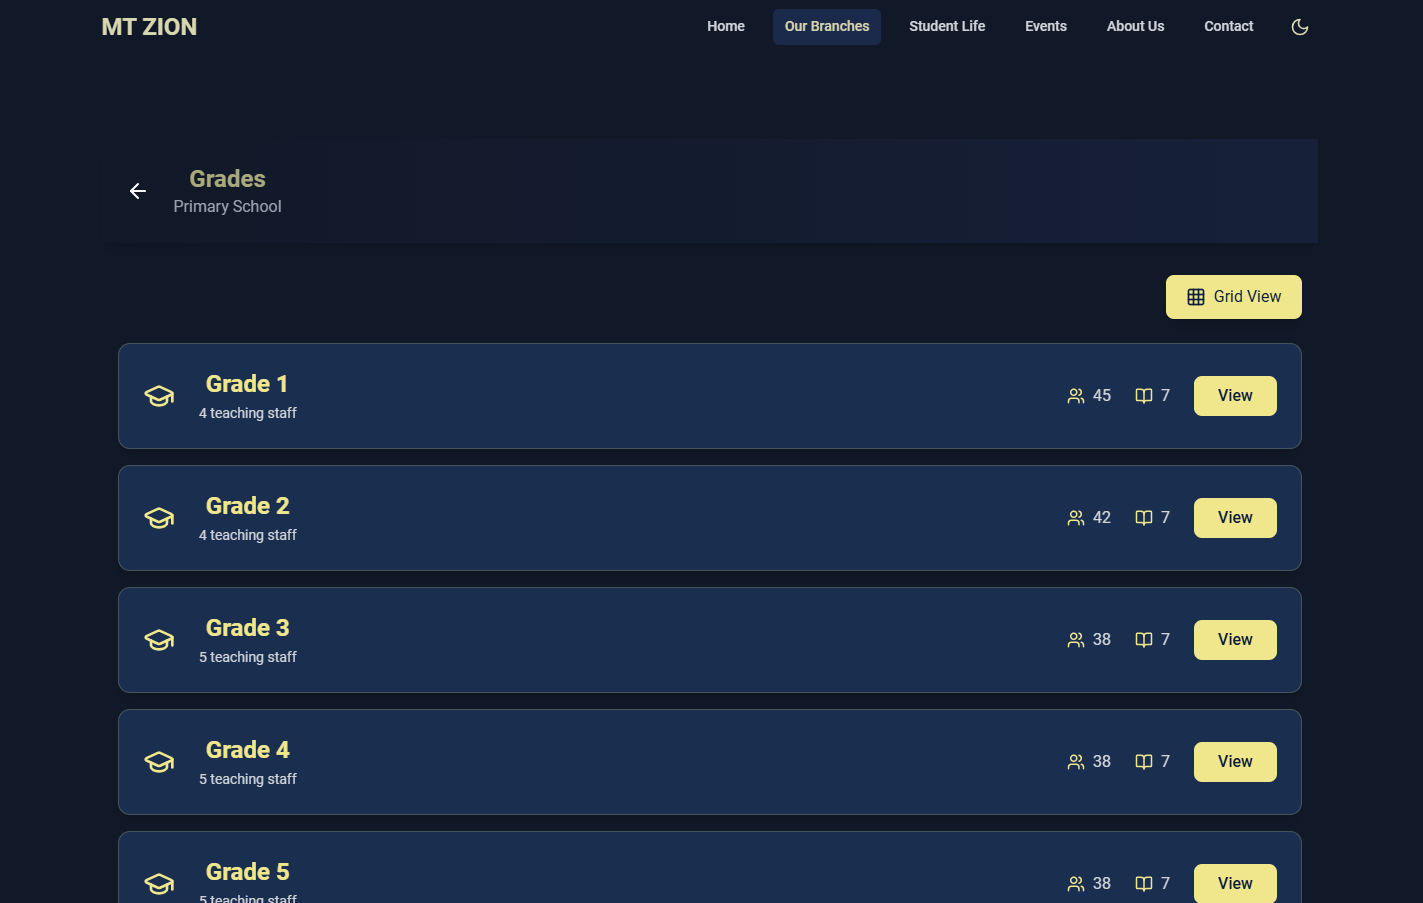 MT ZION
Home Our Branches Student Life Events About Us Contact
Grades
Primary School
Grid View
Grade 1
4 teaching staff
45 7 View
Grade 2
4 teaching staff
42 7 View
Grade 3
5 teaching staff
38 7 View
Grade 4
5 teaching staff
38 7 View
Grade 5
5 teaching staff
38 7 View